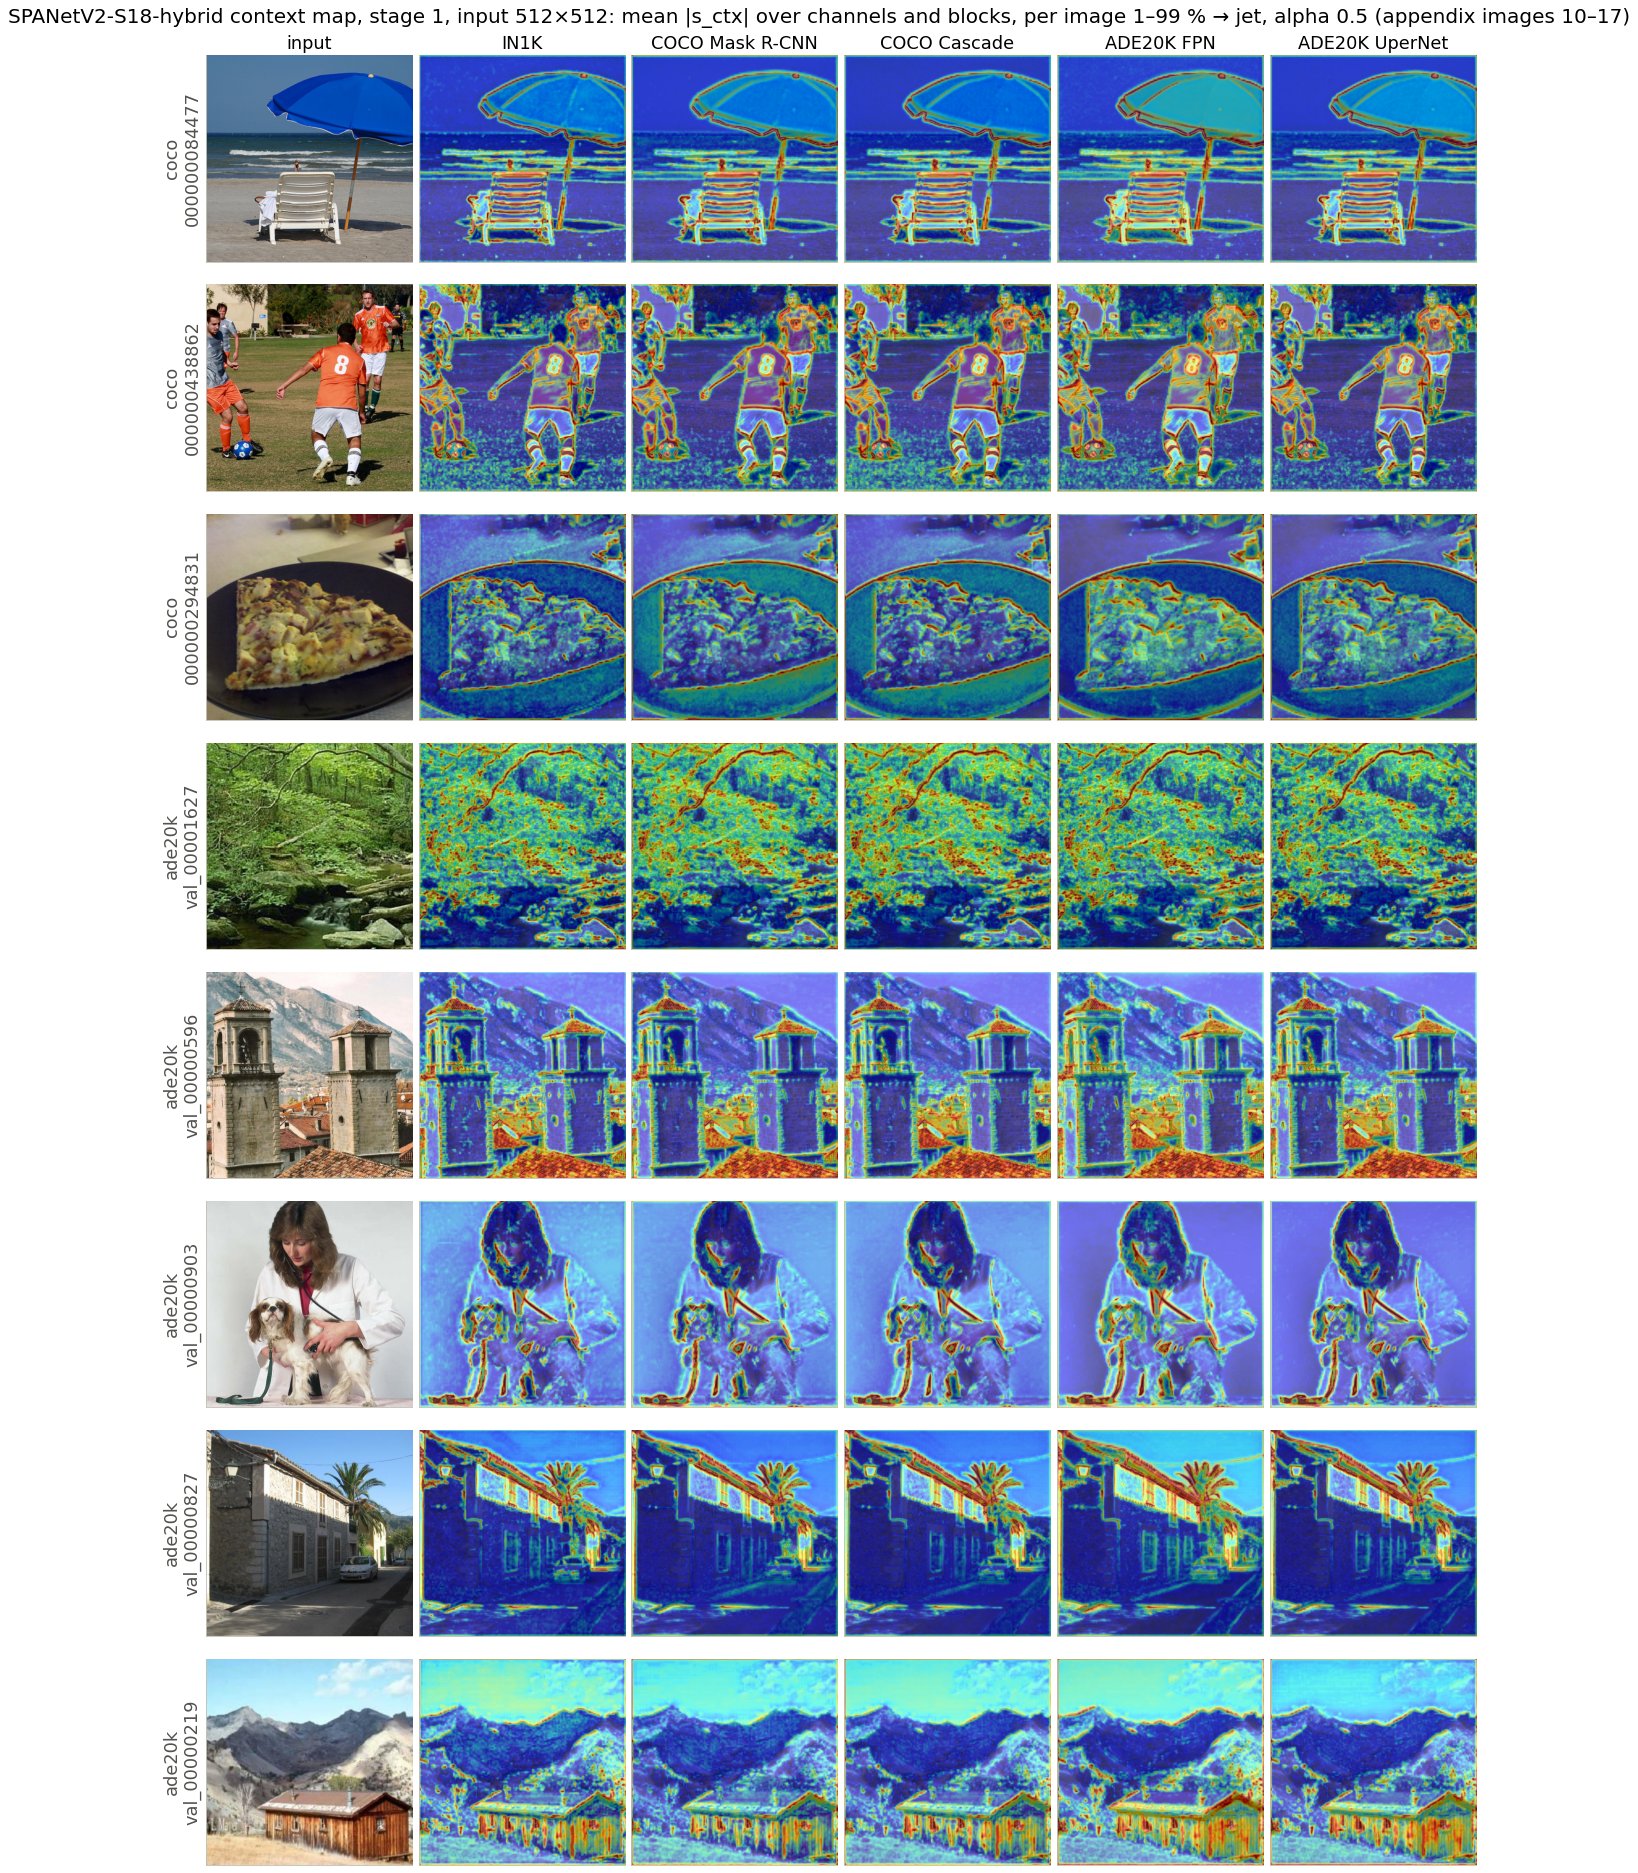 SPANetV2-S18-hybrid context map, stage 1, input 512×512: mean |s_ctx| over channels and blocks, per image 1–99 % → jet, alpha 0.5 (appendix images 10–17)
input IN1K COCO Mask R-CNN COCO Cascade ADE20K FPN ADE20K UperNet
coco
000000084477
coco
000000438862
8
coco
000000294831
ade20k
val_00001627
ade20k
val_00000596
ade20k
val_00000903
ade20k
val_00000827
ade20k
val_00000219